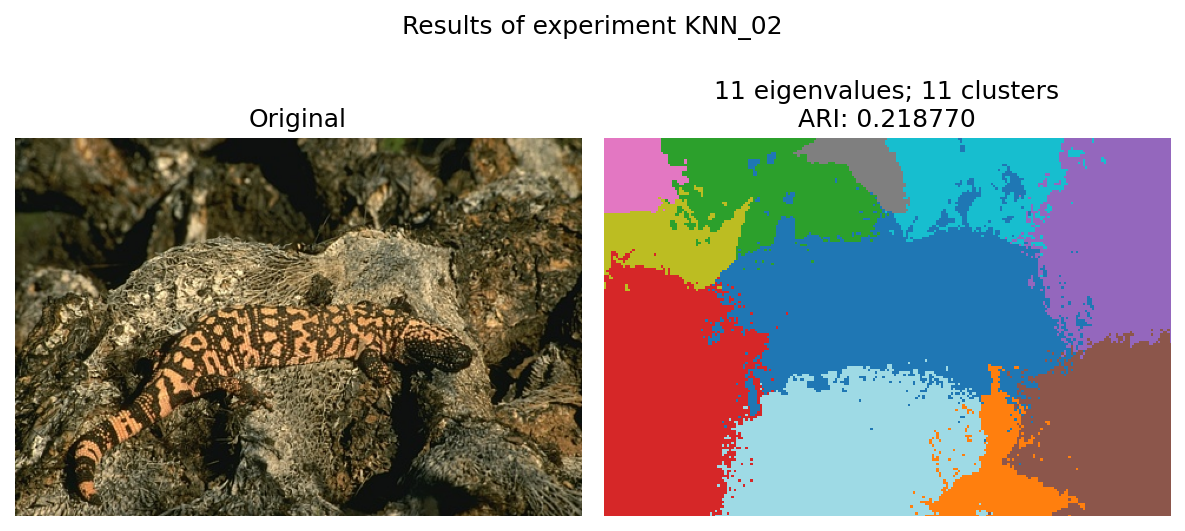 Results of experiment KNN_02
Original
11 eigenvalues; 11 clusters
ARI: 0.218770